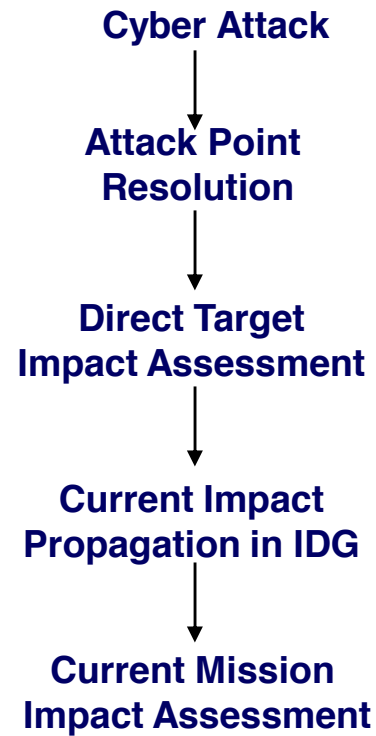 Cyber Attack
Attack Point
Resolution
Direct Target
Impact Assessment
Current Impact
Propagation in IDG
Current Mission
Impact Assessment